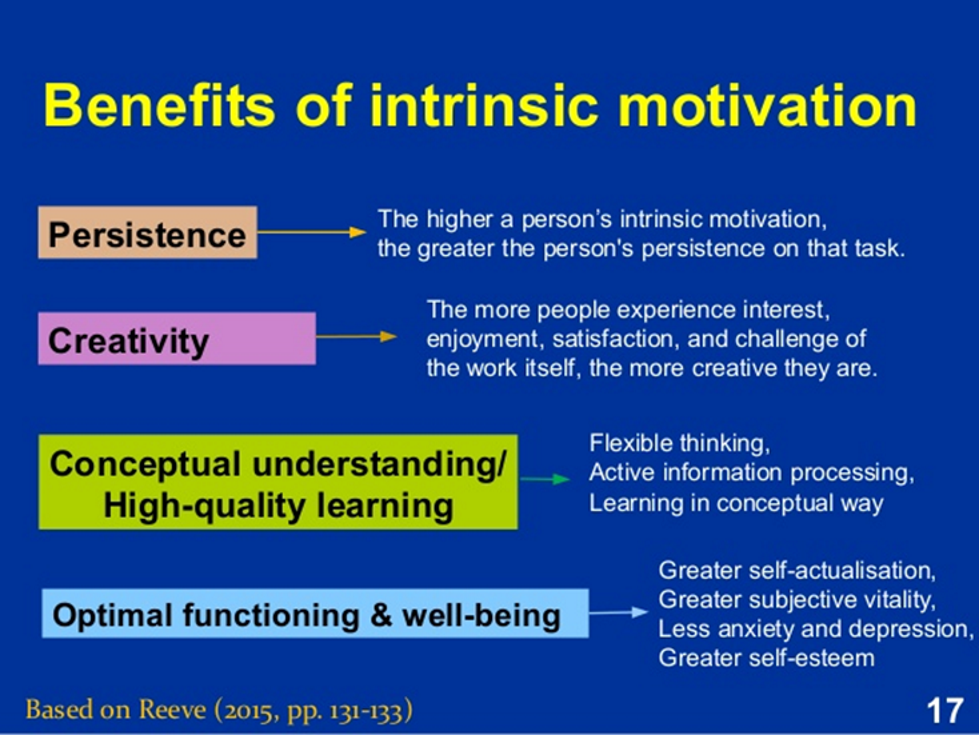 Benefits of intrinsic motivation
Persistence
The higher a person’s intrinsic motivation,
the greater the person's persistence on that task.
Creativity
The more people experience interest,
enjoyment, satisfaction, and challenge of
the work itself, the more creative they are.
Conceptual understanding/
High-quality learning
Flexible thinking,
Active information processing,
Learning in conceptual way
Optimal functioning & well-being
Greater self-actualisation,
Greater subjective vitality,
Less anxiety and depression,
Greater self-esteem
Based on Reeve (2015, pp. 131-133)
17